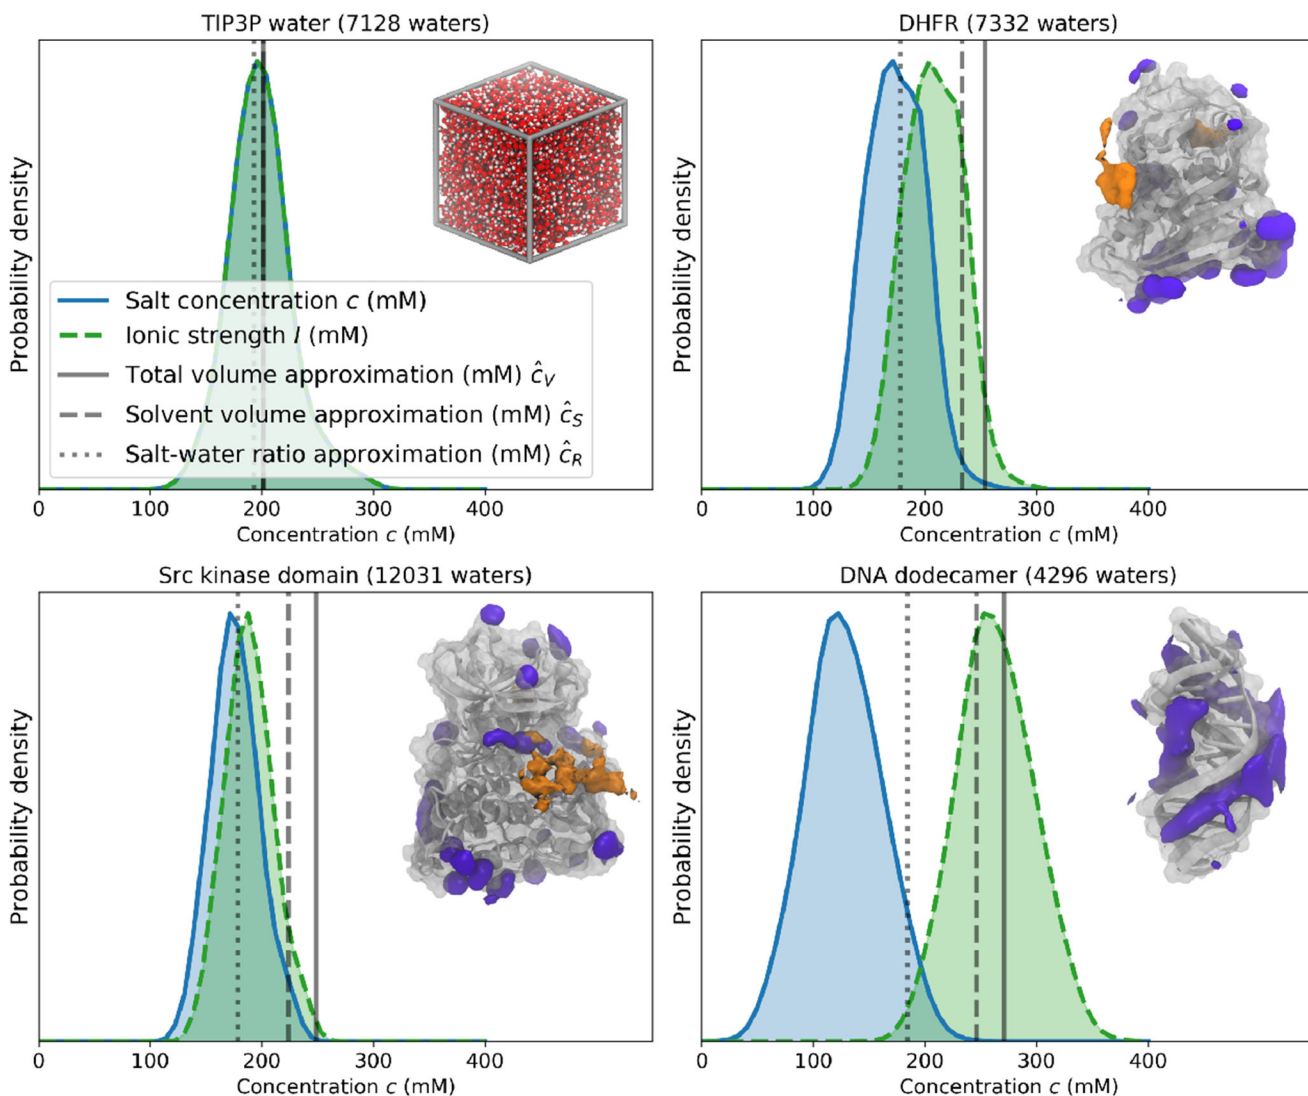 TIP3P water (7128 waters)
Probability density
Salt concentration c (mM)
Ionic strength I (mM)
Total volume approximation (mM) ĉ_V
Solvent volume approximation (mM) ĉ_S
Salt-water ratio approximation (mM) ĉ_R
0 100 200 300 400
Concentration c (mM)
DHFR (7332 waters)
Probability density
0 100 200 300 400
Concentration c (mM)
Src kinase domain (12031 waters)
Probability density
0 100 200 300 400
Concentration c (mM)
DNA dodecamer (4296 waters)
Probability density
0 100 200 300 400
Concentration c (mM)